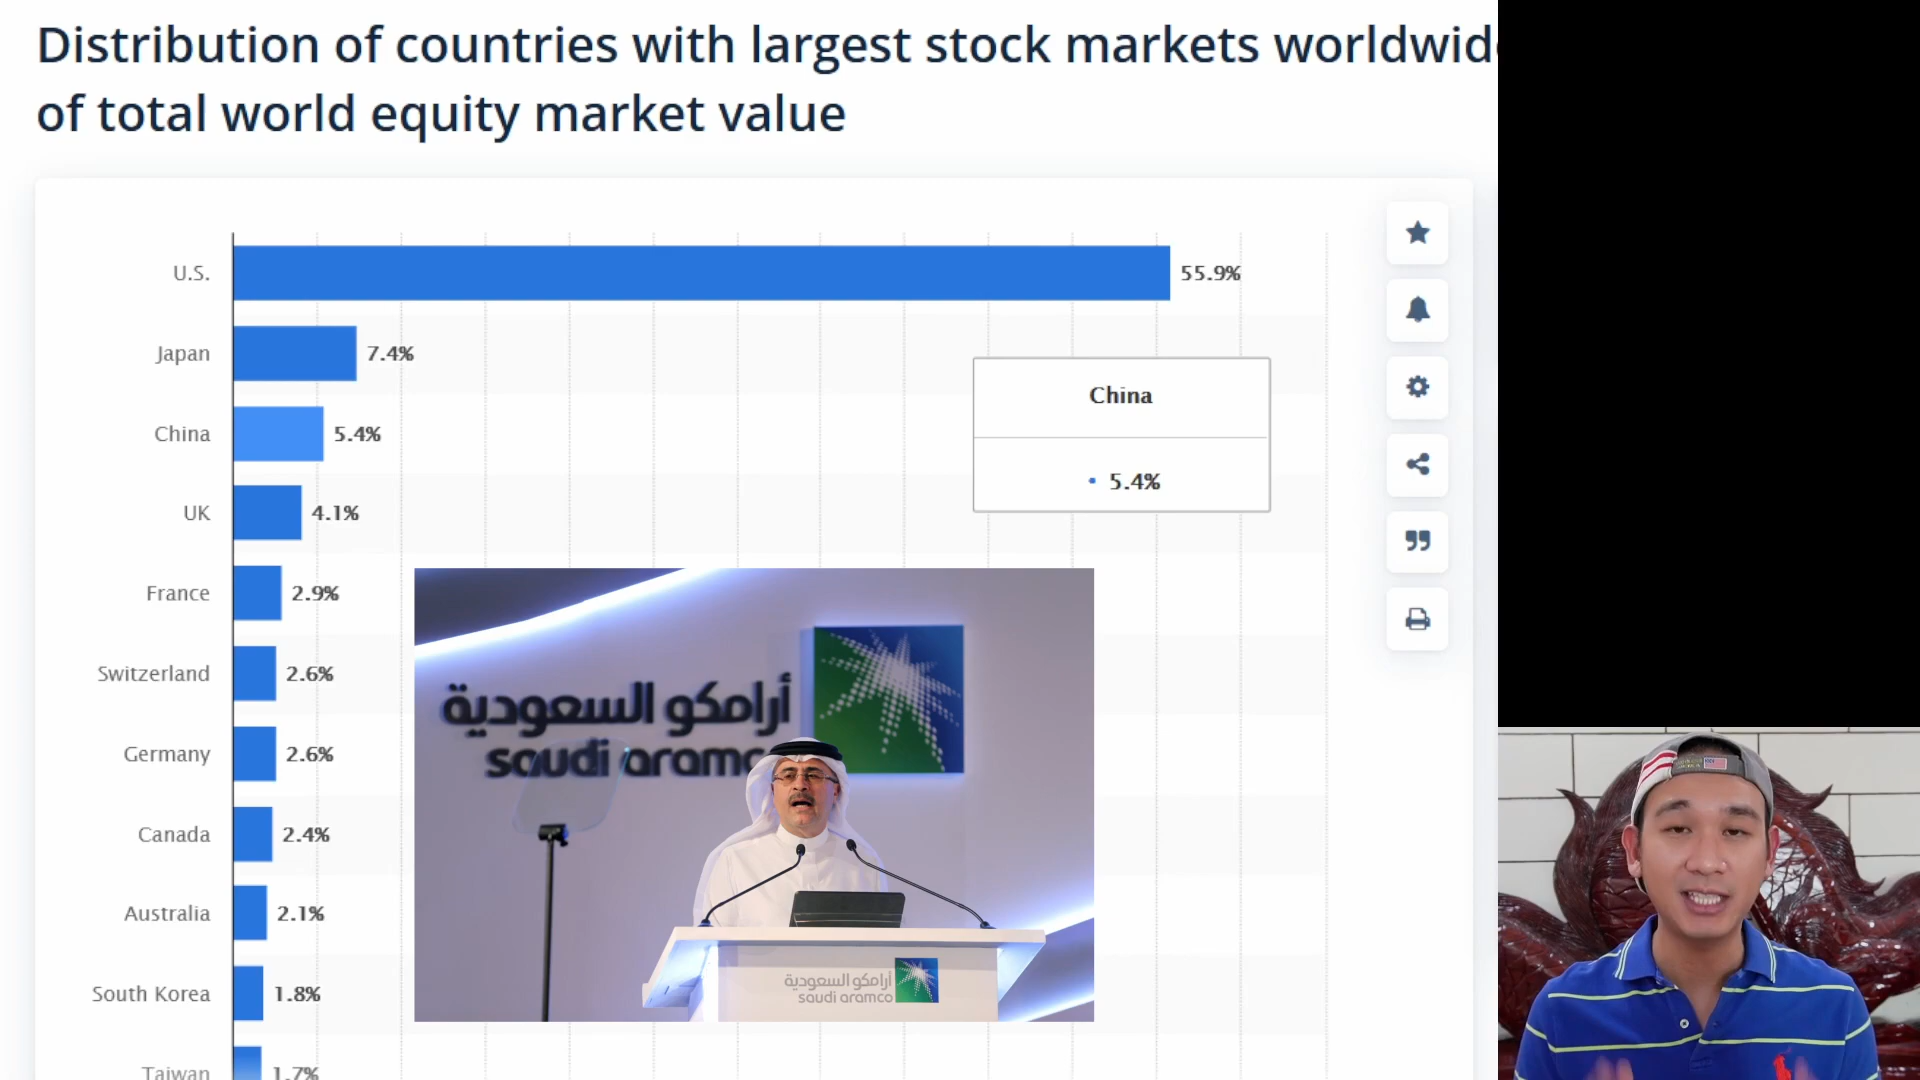 Distribution of countries with largest stock markets worldwid
of total world equity market value
U.S. 55.9%
Japan 7.4%
China 5.4%
UK 4.1%
France 2.9%
Switzerland 2.6%
Germany 2.6%
Canada 2.4%
Australia 2.1%
South Korea 1.8%
Taiwan 1.7%
China
5.4%
أرامكو السعودية
saudi aramco
أرامكو السعودية
saudi aramco